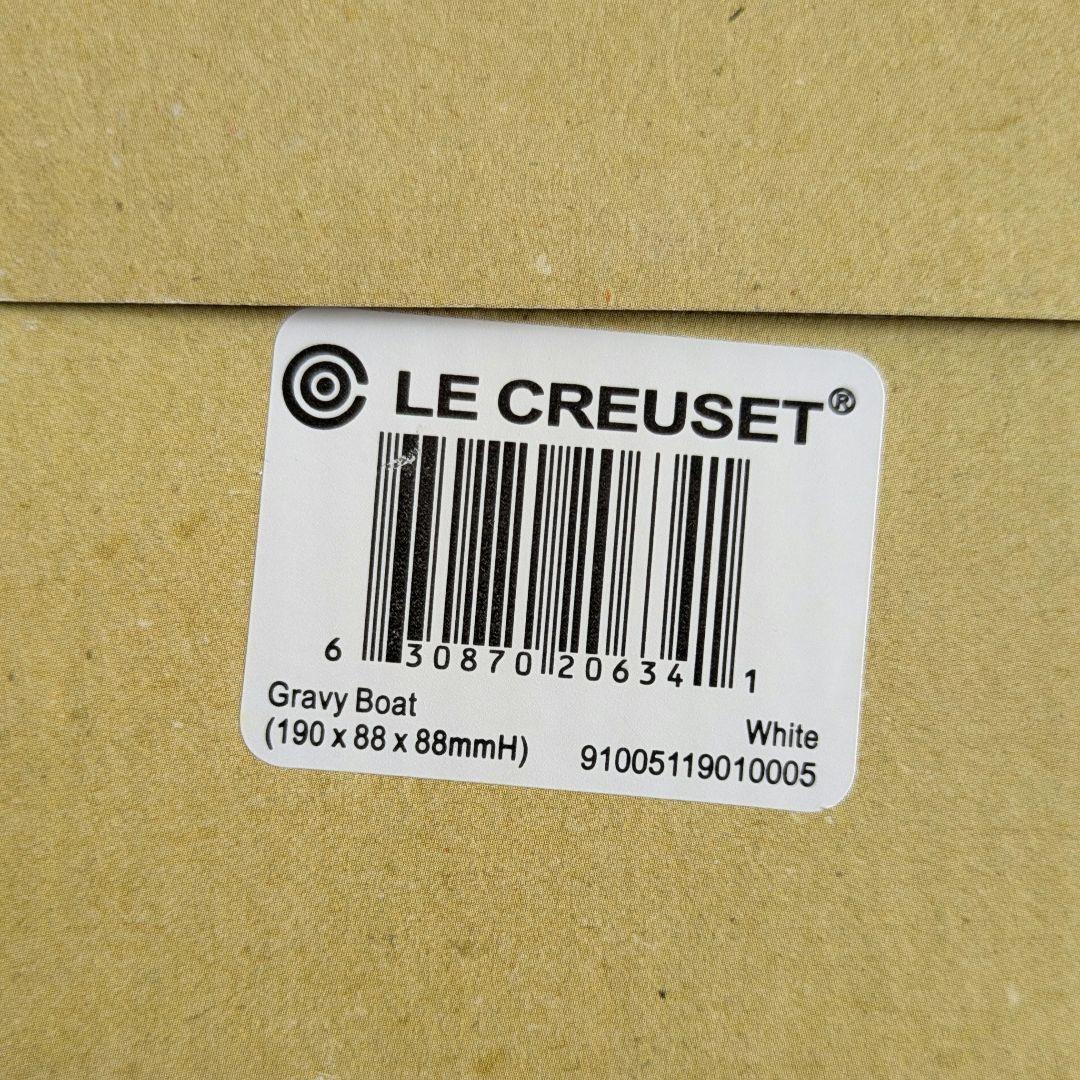 LE CREUSET®
6 30870 20634 1
Gravy Boat
(190 x 88 x 88mmH)
White
91005119010005